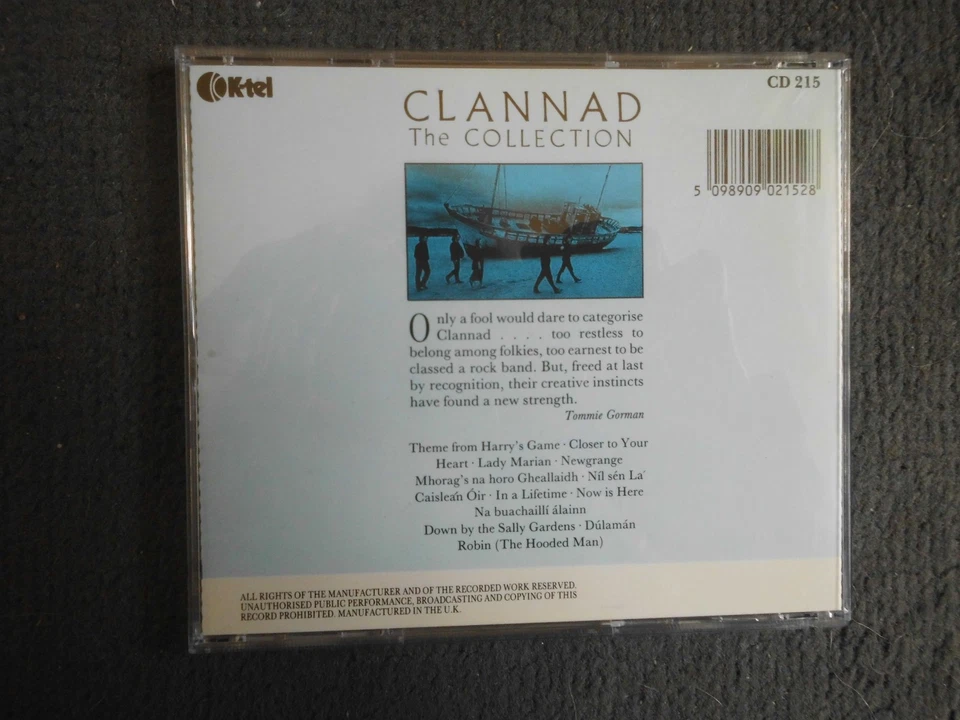 K-tel
CD 215
CLANNAD
The COLLECTION
5 098909 021528
Only a fool would dare to categorise
Clannad . . . . too restless to
belong among folkies, too earnest to be
classed a rock band. But, freed at last
by recognition, their creative instincts
have found a new strength.
Tommie Gorman
Theme from Harry's Game · Closer to Your
Heart · Lady Marian · Newgrange
Mhorag's na horo Gheallaidh · Níl sén La'
Caisleán Óir · In a Lifetime · Now is Here
Na buachaillí álainn
Down by the Sally Gardens · Dúlamán
Robin (The Hooded Man)
ALL RIGHTS OF THE MANUFACTURER AND OF THE RECORDED WORK RESERVED.
UNAUTHORISED PUBLIC PERFORMANCE, BROADCASTING AND COPYING OF THIS
RECORD PROHIBITED. MANUFACTURED IN THE U.K.